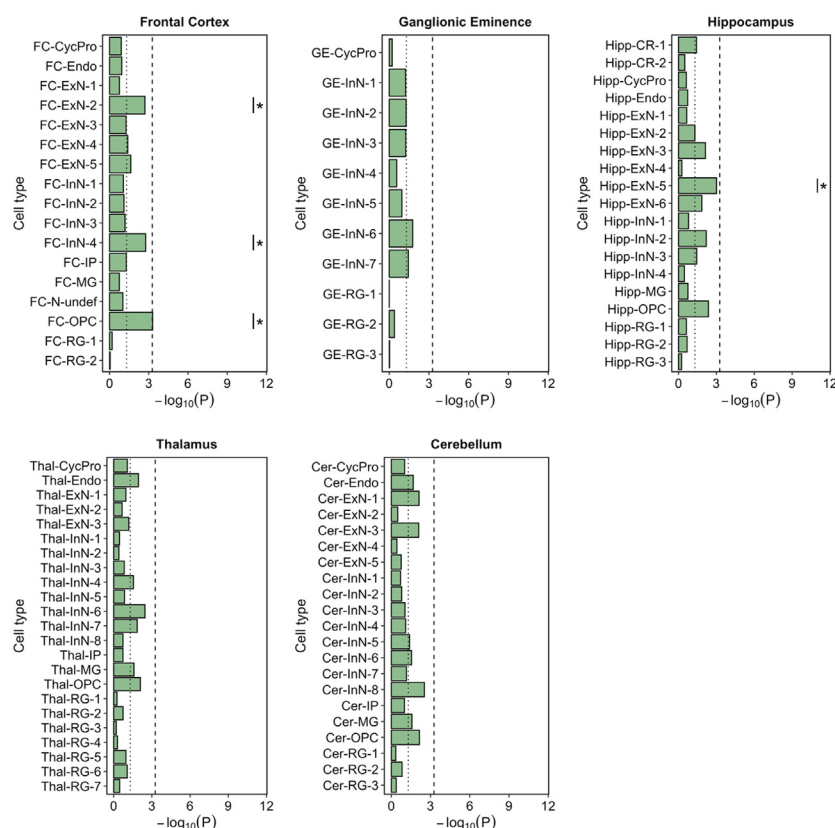 Frontal Cortex
Cell type
FC-CycPro
FC-Endo
FC-ExN-1
FC-ExN-2
*
FC-ExN-3
FC-ExN-4
FC-ExN-5
FC-InN-1
FC-InN-2
FC-InN-3
FC-InN-4
*
FC-IP
FC-MG
FC-N-undef
FC-OPC
*
FC-RG-1
FC-RG-2
0 3 6 9 12
−log10(P)
Ganglionic Eminence
Cell type
GE-CycPro
GE-InN-1
GE-InN-2
GE-InN-3
GE-InN-4
GE-InN-5
GE-InN-6
GE-InN-7
GE-RG-1
GE-RG-2
GE-RG-3
0 3 6 9 12
−log10(P)
Hippocampus
Cell type
Hipp-CR-1
Hipp-CR-2
Hipp-CycPro
Hipp-Endo
Hipp-ExN-1
Hipp-ExN-2
Hipp-ExN-3
Hipp-ExN-4
Hipp-ExN-5
*
Hipp-ExN-6
Hipp-InN-1
Hipp-InN-2
Hipp-InN-3
Hipp-InN-4
Hipp-MG
Hipp-OPC
Hipp-RG-1
Hipp-RG-2
Hipp-RG-3
0 3 6 9 12
−log10(P)
Thalamus
Cell type
Thal-CycPro
Thal-Endo
Thal-ExN-1
Thal-ExN-2
Thal-ExN-3
Thal-InN-1
Thal-InN-2
Thal-InN-3
Thal-InN-4
Thal-InN-5
Thal-InN-6
Thal-InN-7
Thal-InN-8
Thal-IP
Thal-MG
Thal-OPC
Thal-RG-1
Thal-RG-2
Thal-RG-3
Thal-RG-4
Thal-RG-5
Thal-RG-6
Thal-RG-7
0 3 6 9 12
−log10(P)
Cerebellum
Cell type
Cer-CycPro
Cer-Endo
Cer-ExN-1
Cer-ExN-2
Cer-ExN-3
Cer-ExN-4
Cer-ExN-5
Cer-InN-1
Cer-InN-2
Cer-InN-3
Cer-InN-4
Cer-InN-5
Cer-InN-6
Cer-InN-7
Cer-InN-8
Cer-IP
Cer-MG
Cer-OPC
Cer-RG-1
Cer-RG-2
Cer-RG-3
0 3 6 9 12
−log10(P)